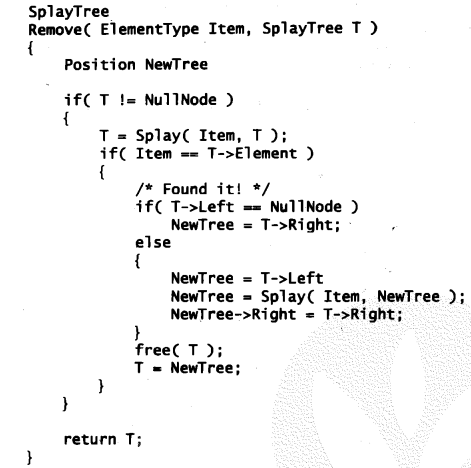 SplayTree
Remove( ElementType Item, SplayTree T )
{
    Position NewTree

    if( T != NullNode )
    {
        T = Splay( Item, T );
        if( Item == T->Element )
        {
            /* Found it! */
            if( T->Left == NullNode )
                NewTree = T->Right;
            else
            {
                NewTree = T->Left
                NewTree = Splay( Item, NewTree );
                NewTree->Right = T->Right;
            }
            free( T );
            T = NewTree;
        }
    }

    return T;
}